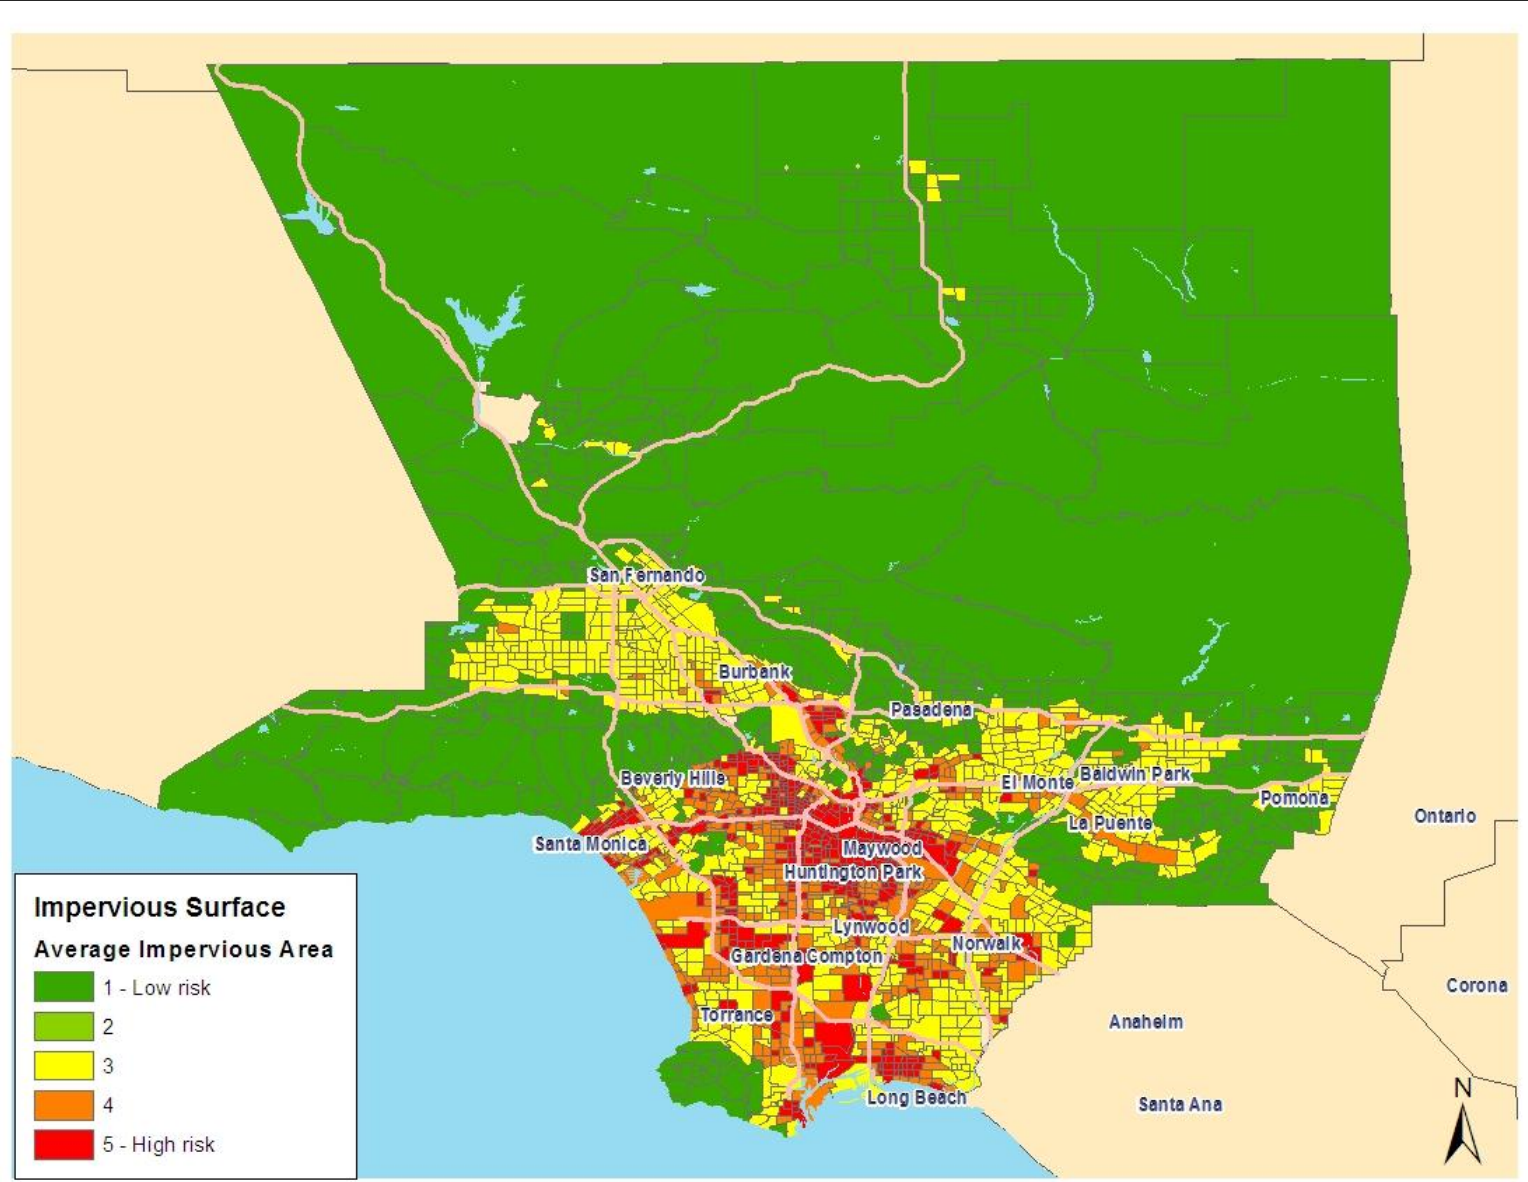 San Fernando
Burbank
Pasadena
Beverly Hills
El Monte
Baldwin Park
Pomona
La Puente
Ontario
Santa Monica
Maywood
Huntington Park
Lynwood
Norwalk
Gardena
Compton
Corona
Torrance
Anaheim
Long Beach
Santa Ana
N
Impervious Surface
Average Impervious Area
1 - Low risk
2
3
4
5 - High risk